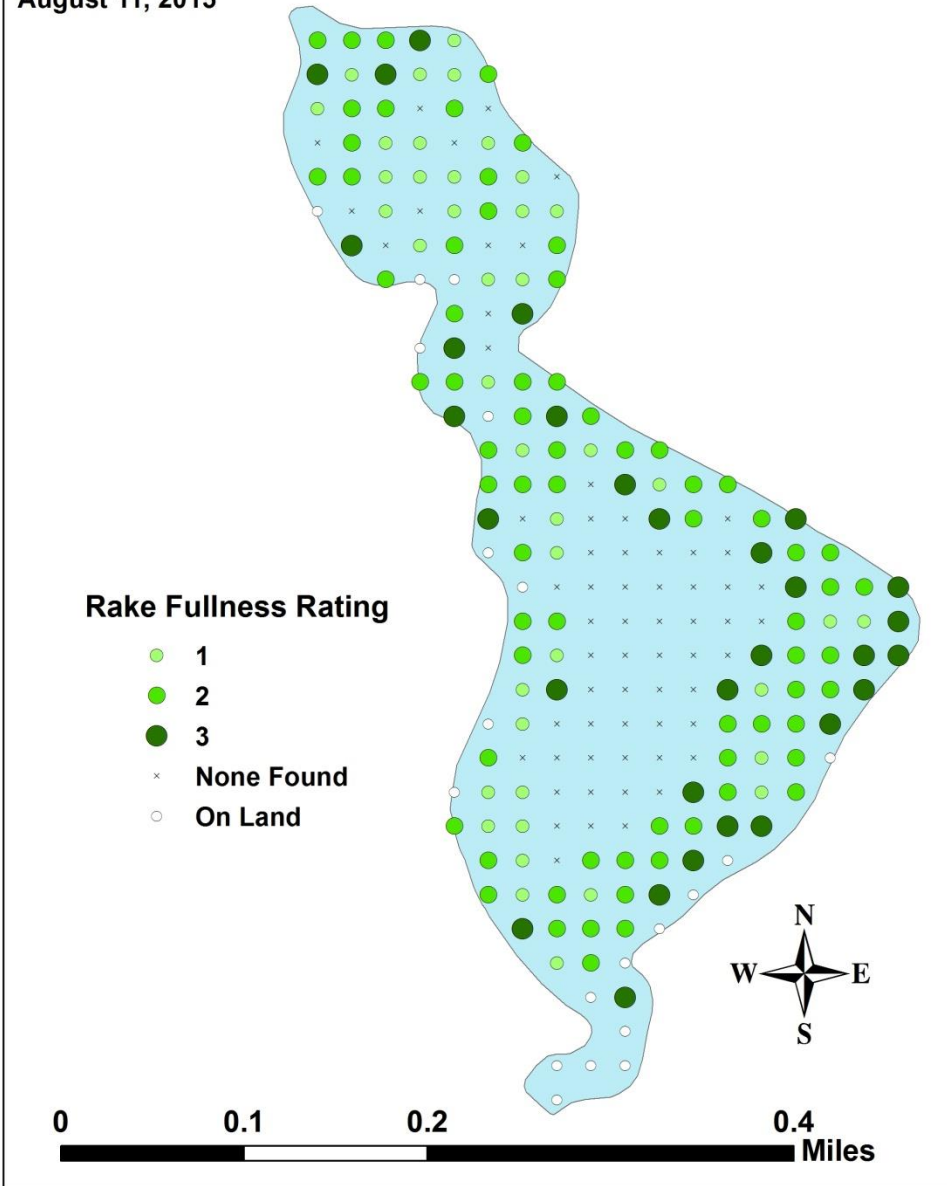 August 11, 2015
Rake Fullness Rating
1
2
3
None Found
On Land
N
W E
S
0 0.1 0.2 0.4
Miles